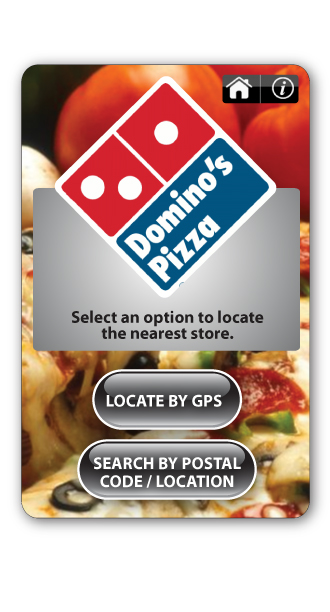 Domino's
Pizza
Select an option to locate
the nearest store.
LOCATE BY GPS
SEARCH BY POSTAL
CODE / LOCATION